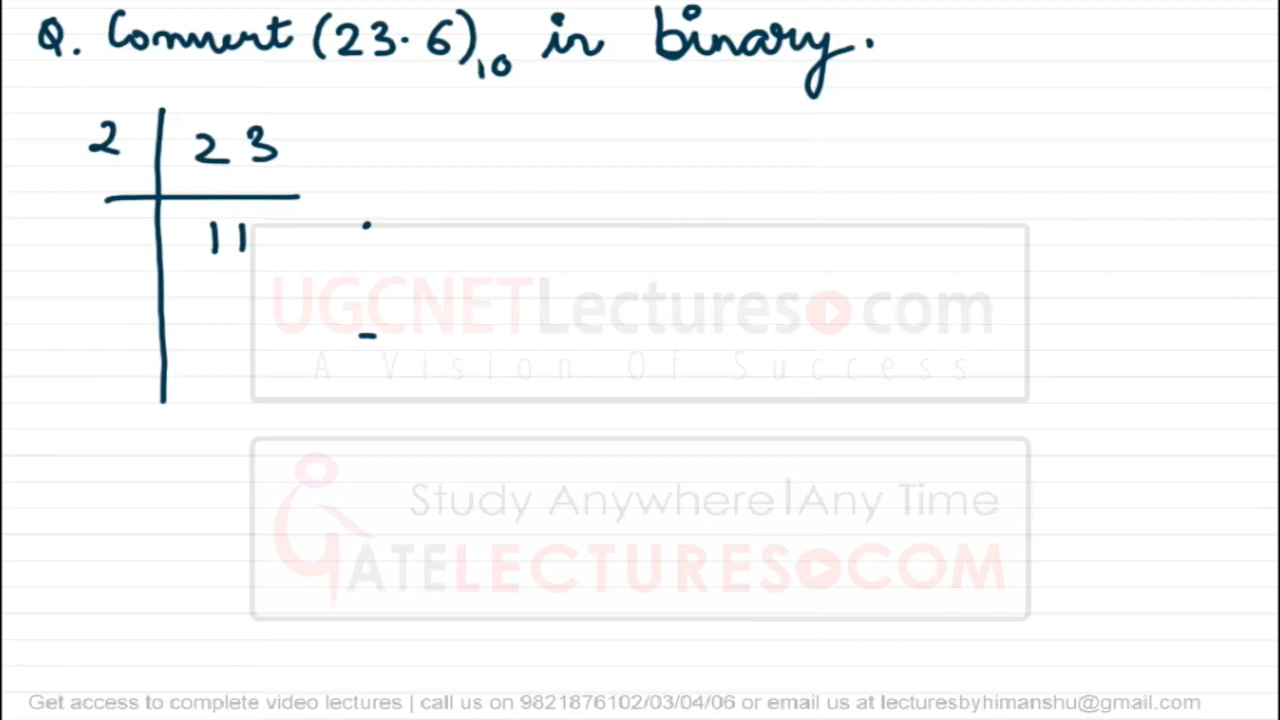 Q. Convert (23.6)10 in binary.
2 | 23
11 .
-
UGCNETLectures.com
A Vision Of Success
Study Anywhere|Any Time
GATELECTURES.COM
Get access to complete video lectures | call us on 9821876102/03/04/06 or email us at lecturesbyhimanshu@gmail.com